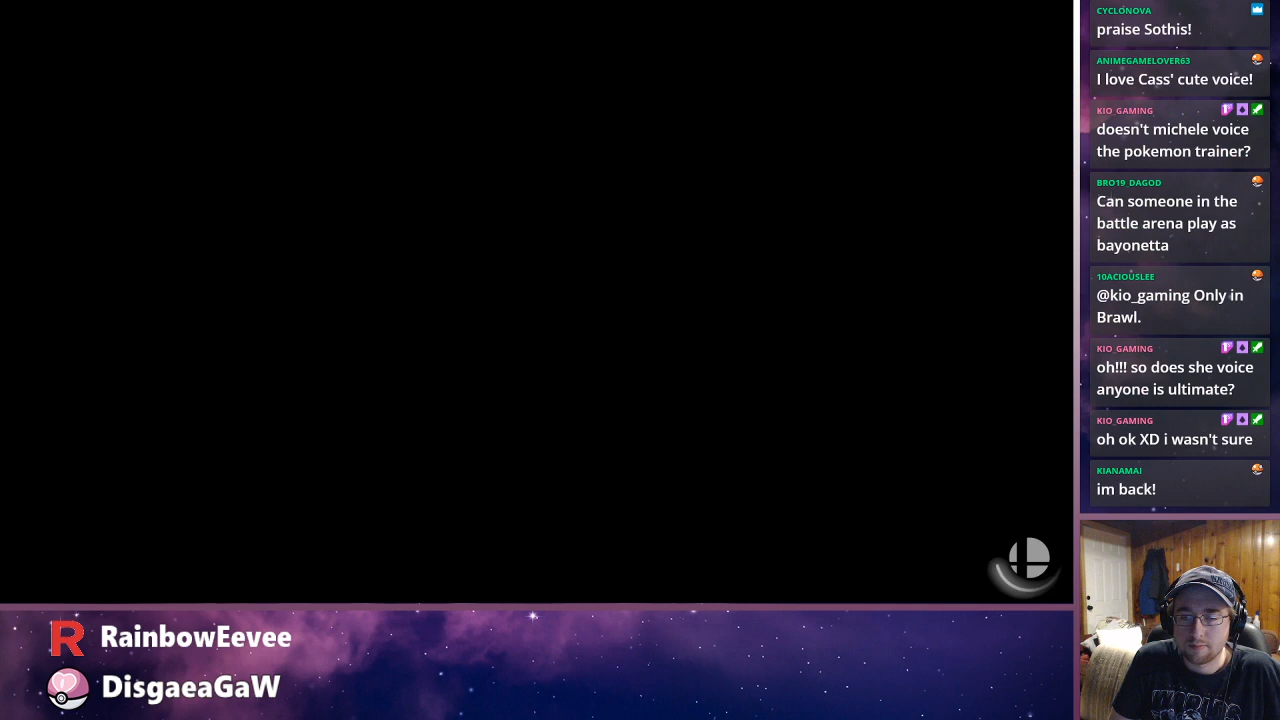 CYCLONOVA
praise Sothis!
ANIMEGAMELOVER63
I love Cass' cute voice!
KIO_GAMING
doesn't michele voice
the pokemon trainer?
BRO19_DAGOD
Can someone in the
battle arena play as
bayonetta
10ACIOUSLEE
@kio_gaming Only in
Brawl.
KIO_GAMING
oh!!! so does she voice
anyone is ultimate?
KIO_GAMING
oh ok XD i wasn't sure
KIANAMAI
im back!
R RainbowEevee
DisgaeaGaW